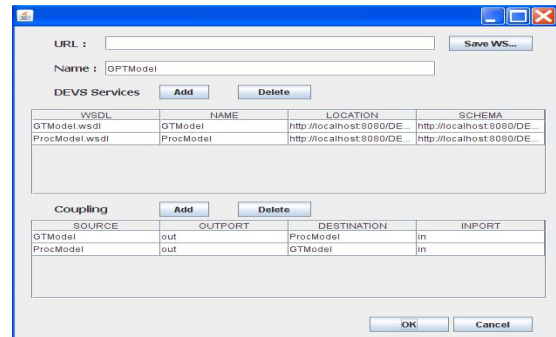 URL : Save WS...
Name : GPTModel
DEVS Services Add Delete
WSDL NAME LOCATION SCHEMA
GTModel.wsdl GTModel http://localhost:8080/DE... http://localhost:8080/DE...
ProcModel.wsdl ProcModel http://localhost:8080/DE... http://localhost:8080/DE...
Coupling Add Delete
SOURCE OUTPORT DESTINATION INPORT
GTModel out ProcModel in
ProcModel out GTModel in
OK Cancel